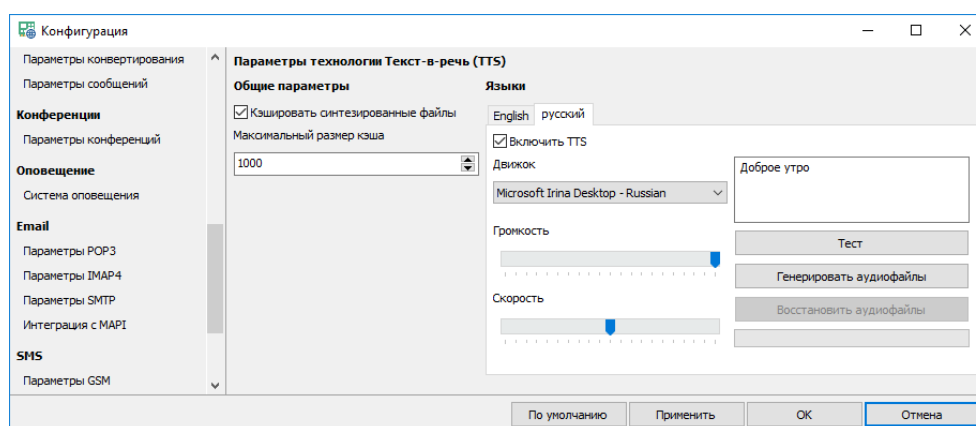 Конфигурация
Параметры конвертирования
Параметры сообщений
Конференции
Параметры конференций
Оповещение
Система оповещения
Email
Параметры POP3
Параметры IMAP4
Параметры SMTP
Интеграция с MAPI
SMS
Параметры GSM
Параметры технологии Текст-в-речь (TTS)
Общие параметры
Кэшировать синтезированные файлы
Максимальный размер кэша
1000
Языки
English русский
Включить TTS
Движок
Microsoft Irina Desktop - Russian
Громкость
Скорость
Доброе утро
Тест
Генерировать аудиофайлы
Восстановить аудиофайлы
По умолчанию Применить OK Отмена